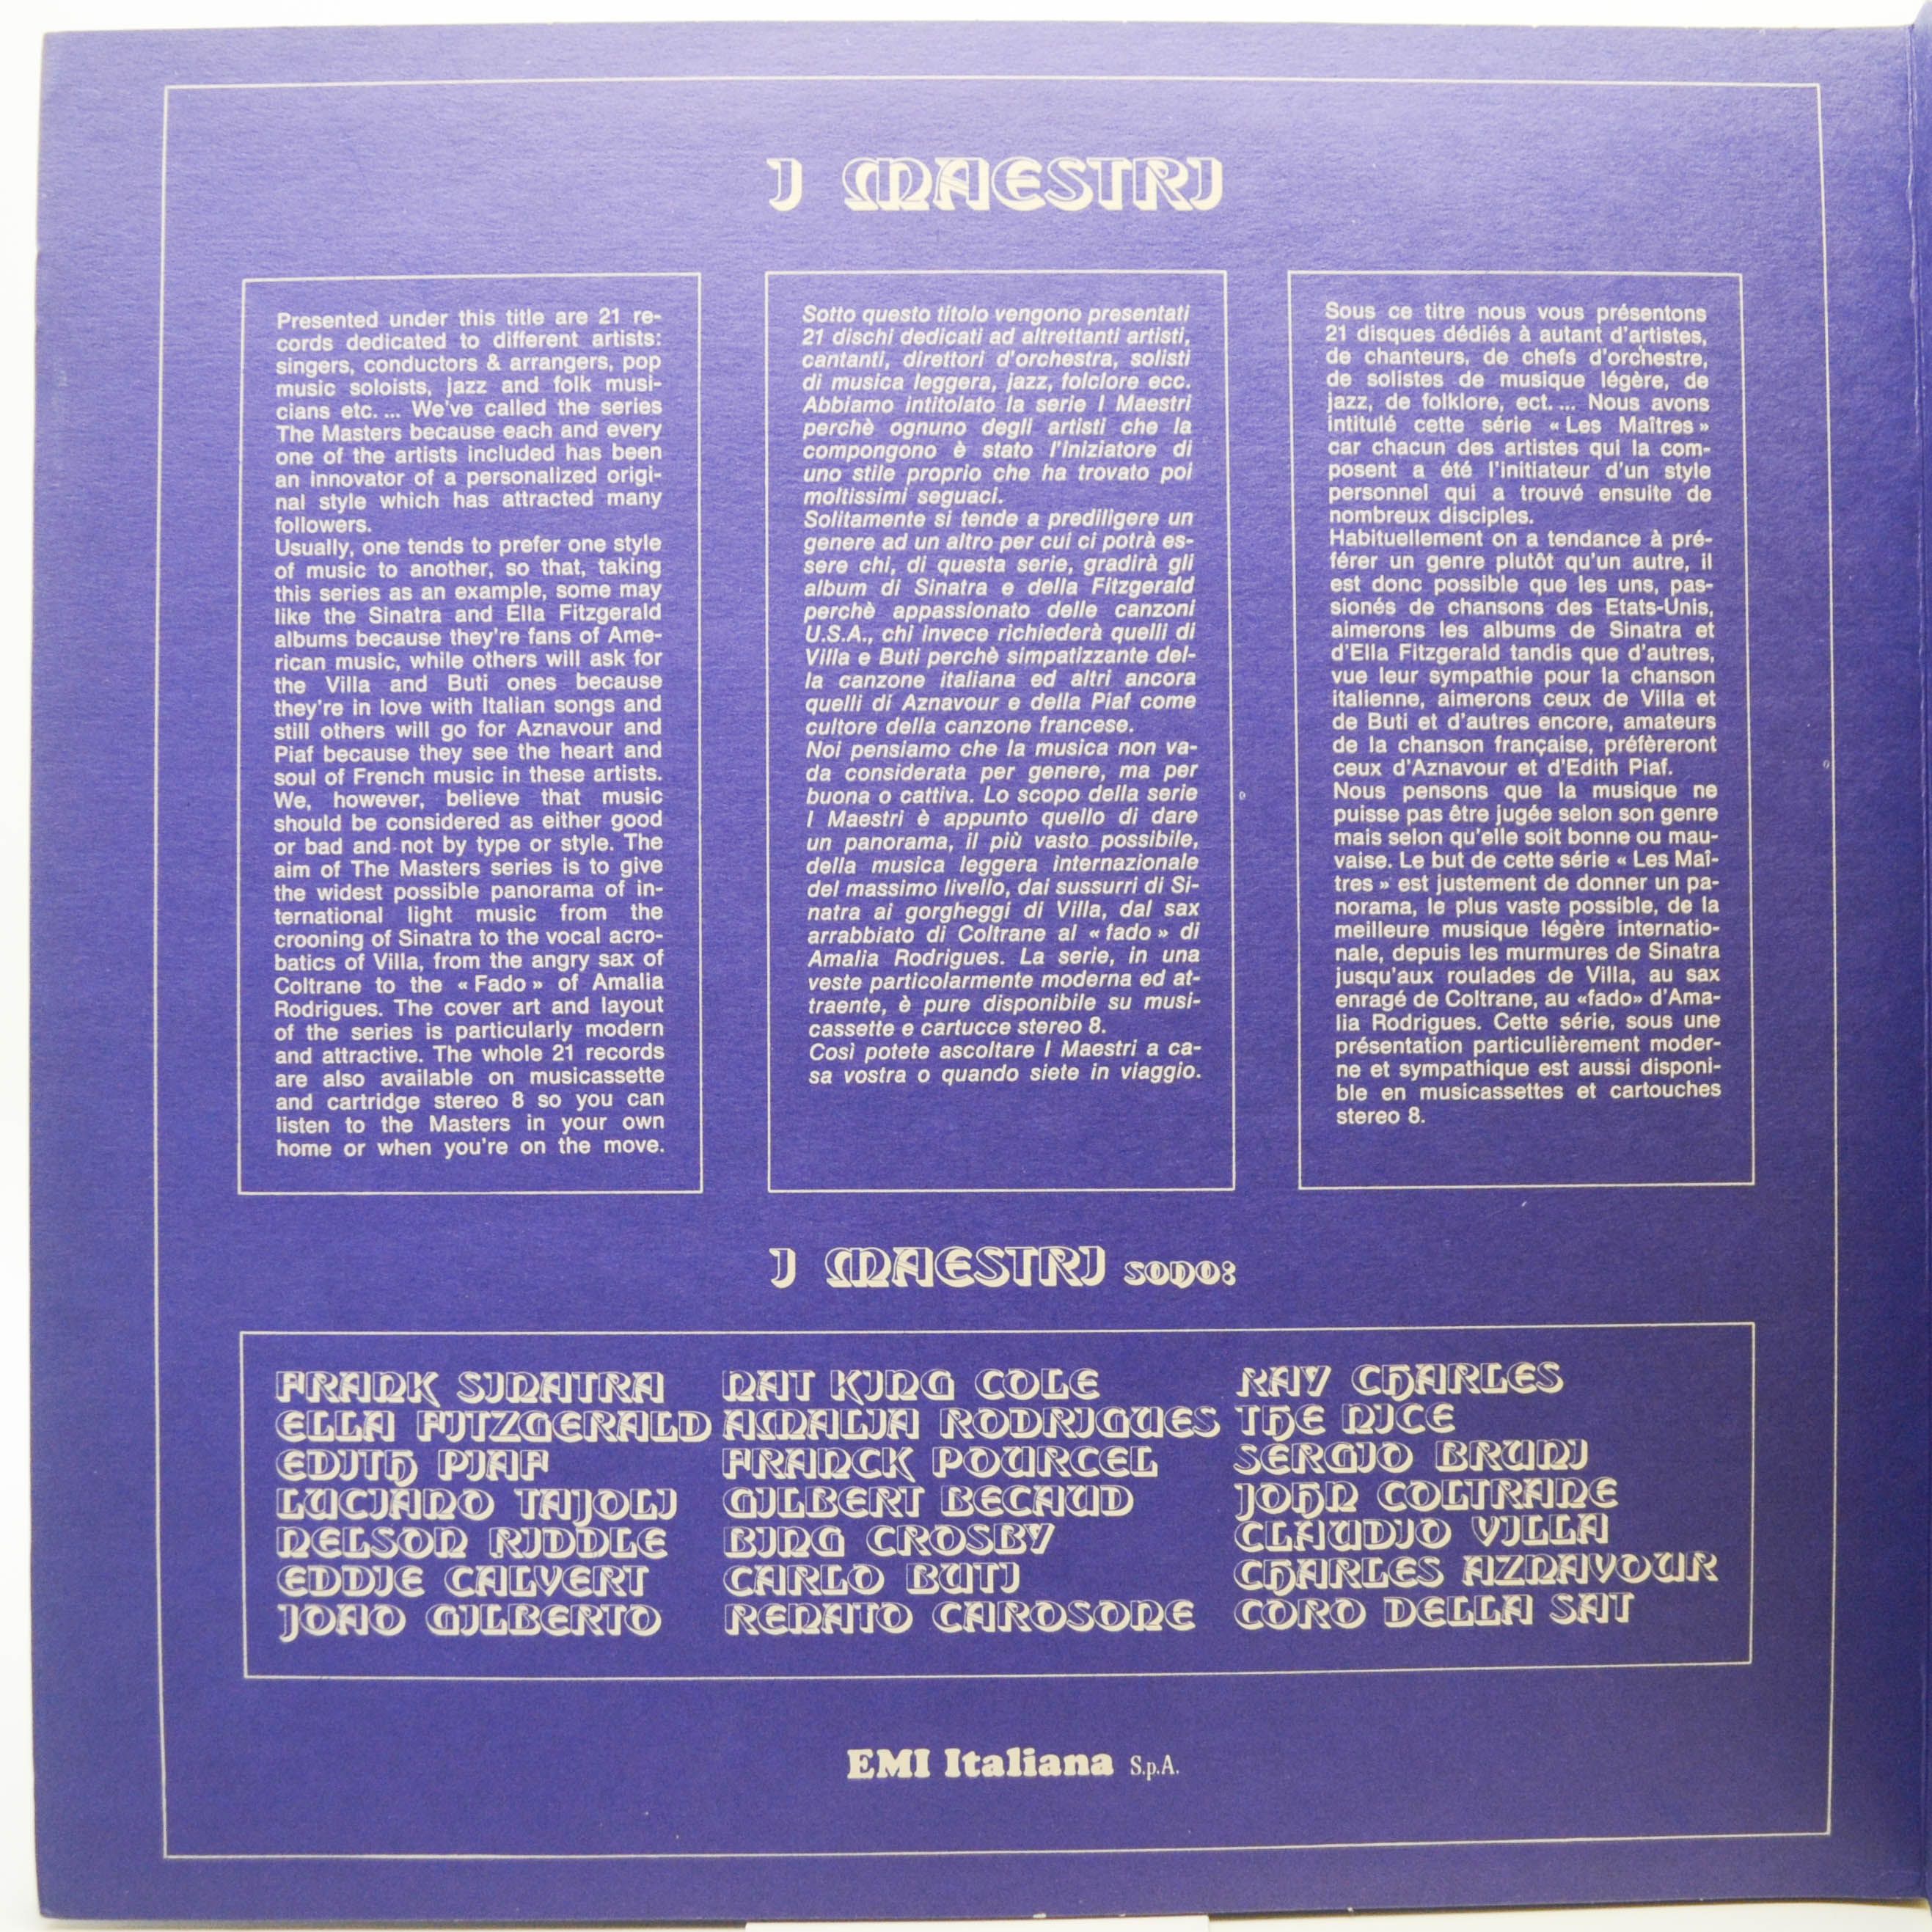 I MAESTRI
Presented under this title are 21 re-
cords dedicated to different artists:
singers, conductors & arrangers, pop
music soloists, jazz and folk musi-
cians etc. ... We've called the series
The Masters because each and every
one of the artists included has been
an innovator of a personalized origi-
nal style which has attracted many
followers.
Usually, one tends to prefer one style
of music to another, so that, taking
this series as an example, some may
like the Sinatra and Ella Fitzgerald
albums because they're fans of Ame-
rican music, while others will ask for
the Villa and Buti ones because
they're in love with Italian songs and
still others will go for Aznavour and
Piaf because they see the heart and
soul of French music in these artists.
We, however, believe that music
should be considered as either good
or bad and not by type or style. The
aim of The Masters series is to give
the widest possible panorama of in-
ternational light music from the
crooning of Sinatra to the vocal acro-
batics of Villa, from the angry sax of
Coltrane to the « Fado » of Amalia
Rodrigues. The cover art and layout
of the series is particularly modern
and attractive. The whole 21 records
are also available on musicassette
and cartridge stereo 8 so you can
listen to the Masters in your own
home or when you're on the move.
Sotto questo titolo vengono presentati
21 dischi dedicati ad altrettanti artisti,
cantanti, direttori d'orchestra, solisti
di musica leggera, jazz, folclore ecc.
Abbiamo intitolato la serie I Maestri
perchè ognuno degli artisti che la
compongono è stato l'iniziatore di
uno stile proprio che ha trovato poi
moltissimi seguaci.
Solitamente si tende a prediligere un
genere ad un altro per cui ci potrà es-
sere chi, di questa serie, gradirà gli
album di Sinatra e della Fitzgerald
perchè appassionato delle canzoni
U.S.A., chi invece richiederà quelli di
Villa e Buti perchè simpatizzante del-
la canzone italiana ed altri ancora
quelli di Aznavour e della Piaf come
cultore della canzone francese.
Noi pensiamo che la musica non va-
da considerata per genere, ma per
buona o cattiva. Lo scopo della serie
I Maestri è appunto quello di dare
un panorama, il più vasto possibile,
della musica leggera internazionale
del massimo livello, dai sussurri di Si-
natra ai gorgheggi di Villa, dal sax
arrabbiato di Coltrane al « fado » di
Amalia Rodrigues. La serie, in una
veste particolarmente moderna ed at-
traente, è pure disponibile su musi-
cassette e cartucce stereo 8.
Così potete ascoltare I Maestri a ca-
sa vostra o quando siete in viaggio.
Sous ce titre nous vous présentons
21 disques dédiés à autant d'artistes,
de chanteurs, de chefs d'orchestre,
de solistes de musique légère, de
jazz, de folklore, ect. ... Nous avons
intitulé cette série « Les Maîtres »
car chacun des artistes qui la com-
posent a été l'initiateur d'un style
personnel qui a trouvé ensuite de
nombreux disciples.
Habituellement on a tendance à pré-
férer un genre plutôt qu'un autre, il
est donc possible que les uns, pas-
sionés de chansons des Etats-Unis,
aimerons les albums de Sinatra et
d'Ella Fitzgerald tandis que d'autres,
vue leur sympathie pour la chanson
italienne, aimerons ceux de Villa et
de Buti et d'autres encore, amateurs
de la chanson française, préfèreront
ceux d'Aznavour et d'Edith Piaf.
Nous pensons que la musique ne
puisse pas être jugée selon son genre
mais selon qu'elle soit bonne ou mau-
vaise. Le but de cette série « Les Maî-
tres » est justement de donner un pa-
norama, le plus vaste possible, de la
meilleure musique légère internatio-
nale, depuis les murmures de Sinatra
jusqu'aux roulades de Villa, au sax
enragé de Coltrane, au «fado» d'Ama-
lia Rodrigues. Cette série, sous une
présentation particulièrement moder-
ne et sympathique est aussi disponi-
ble en musicassettes et cartouches
stereo 8.
I MAESTRI SONO:
FRANK SINATRA
ELLA FITZGERALD
EDITH PIAF
LUCIANO TAJOLI
NELSON RIDDLE
EDDIE CALVERT
JOAO GILBERTO
NAT KING COLE
AMALIA RODRIGUES
FRANCK POURCEL
GILBERT BECAUD
BING CROSBY
CARLO BUTI
RENATO CAROSONE
RAY CHARLES
THE NICE
SERGIO BRUNI
JOHN COLTRANE
CLAUDIO VILLA
CHARLES AZNAVOUR
CORO DELLA SAT
EMI Italiana S.p.A.